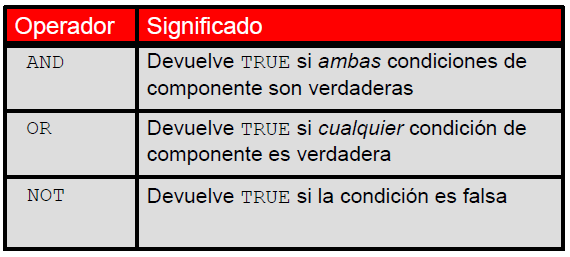 Operador Significado
AND Devuelve TRUE si ambas condiciones de
componente son verdaderas
OR Devuelve TRUE si cualquier condición de
componente es verdadera
NOT Devuelve TRUE si la condición es falsa